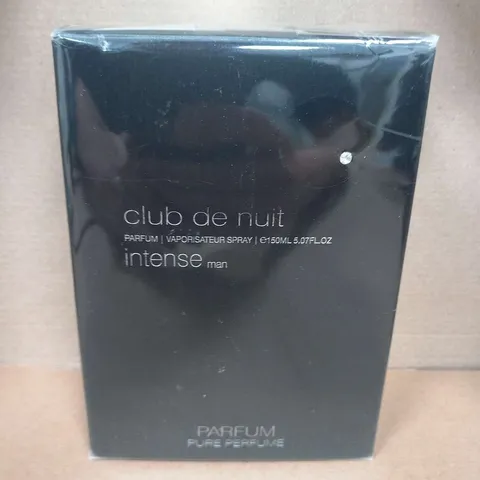 club de nuit
PARFUM | VAPORISATEUR SPRAY | ℮150ML 5.07FL.OZ
intense man
PARFUM
PURE PERFUME